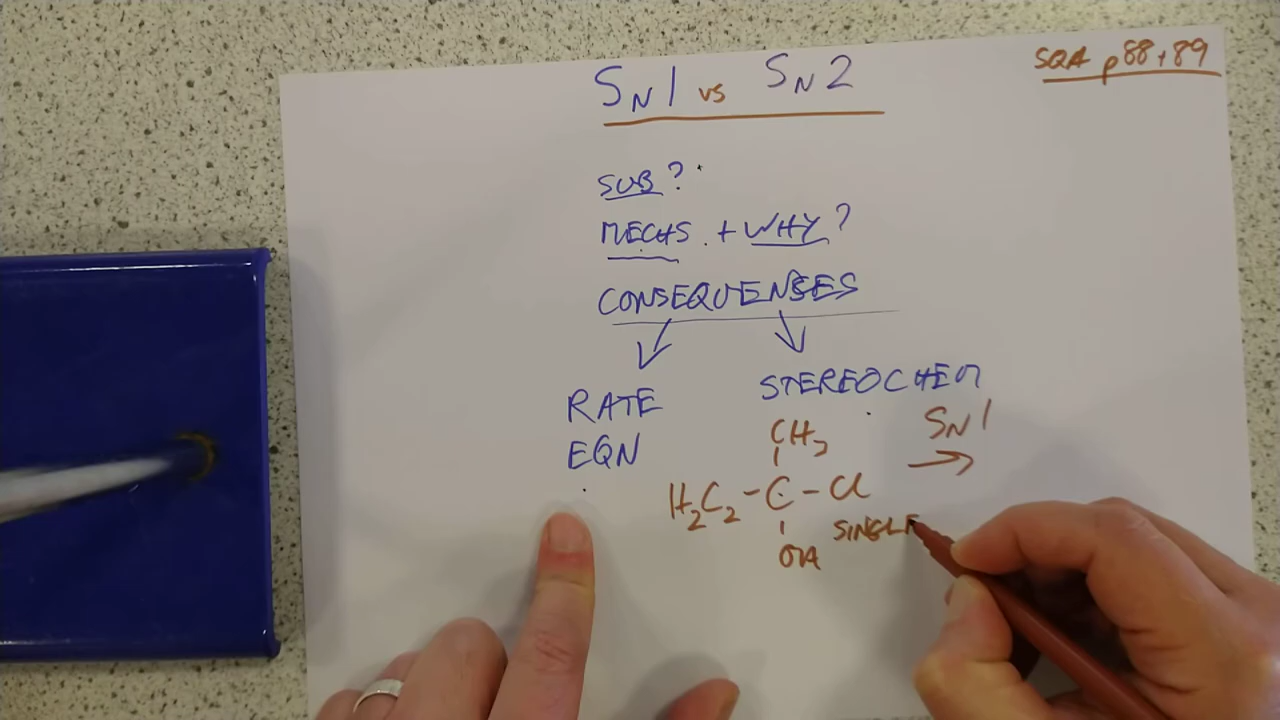 SN1 vs SN2
SQA p88+89
SUB?
MECHS. + WHY?
CONSEQUENSES
RATE
EQN
STEREOCHEM
CH3
H2C2 - C - Cl
OH
SN1
→
SINGLE